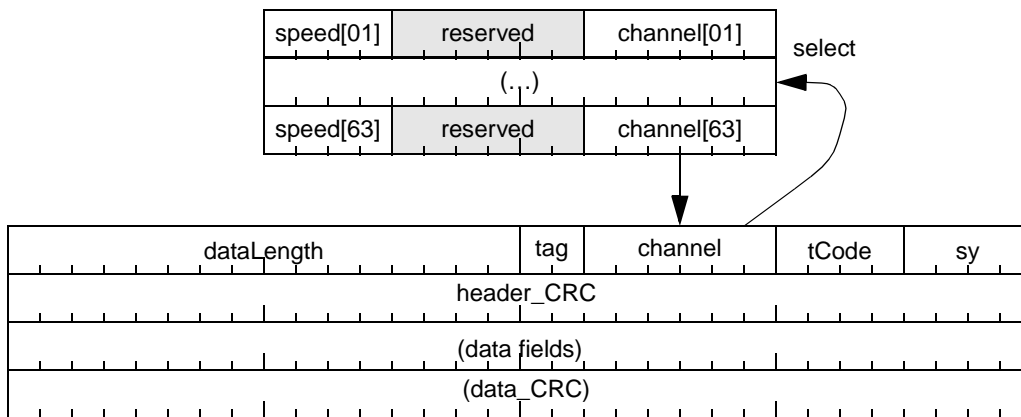 speed[01] reserved channel[01]
select
(...)
speed[63] reserved channel[63]
dataLength tag channel tCode sy
header_CRC
(data fields)
(data_CRC)